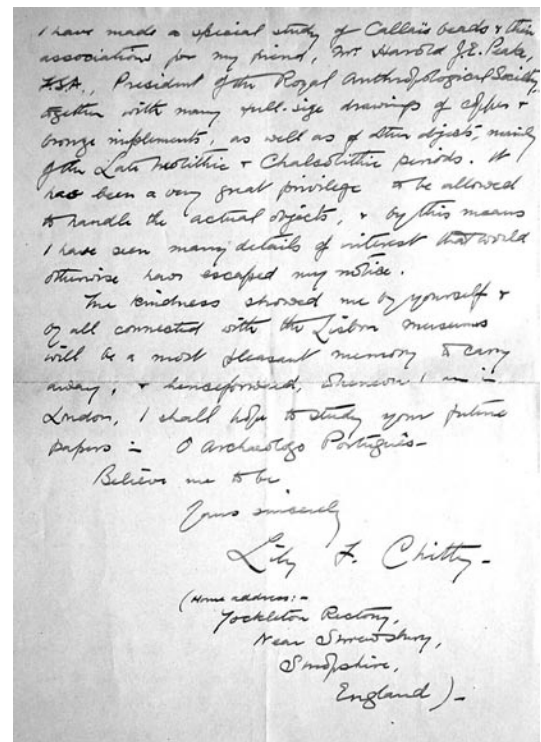 I have made a special study of Callaïs beads & their
associations for my friend, Mr Harold J.E. Peake,
F.S.A., President of the Royal Anthropological Society,
together with many full-size drawings of copper &
bronze implements, as well as of other objects, mainly
of the Late Neolithic & Chalcolithic periods. It
has been a very great privilege to be allowed
to handle the actual objects, & by this means
I have seen many details of interest that would
otherwise have escaped my notice.
The kindness showed me by yourself &
by all connected with the Lisbon museums
will be a most pleasant memory to carry
away; & henceforward, whenever I am in
London, I shall hope to study your future
papers in O Archeologo Português—
Believe me to be
Yours sincerely
Lily F. Chitty—
(Home address:—
Yockleton Rectory,
Near Shrewsbury,
Shropshire,
England)—